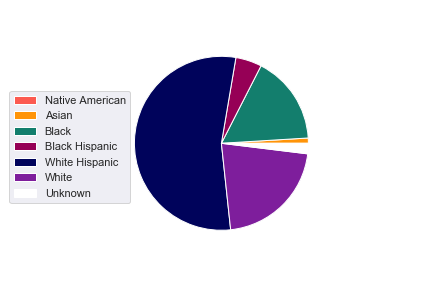 Native American
Asian
Black
Black Hispanic
White Hispanic
White
Unknown